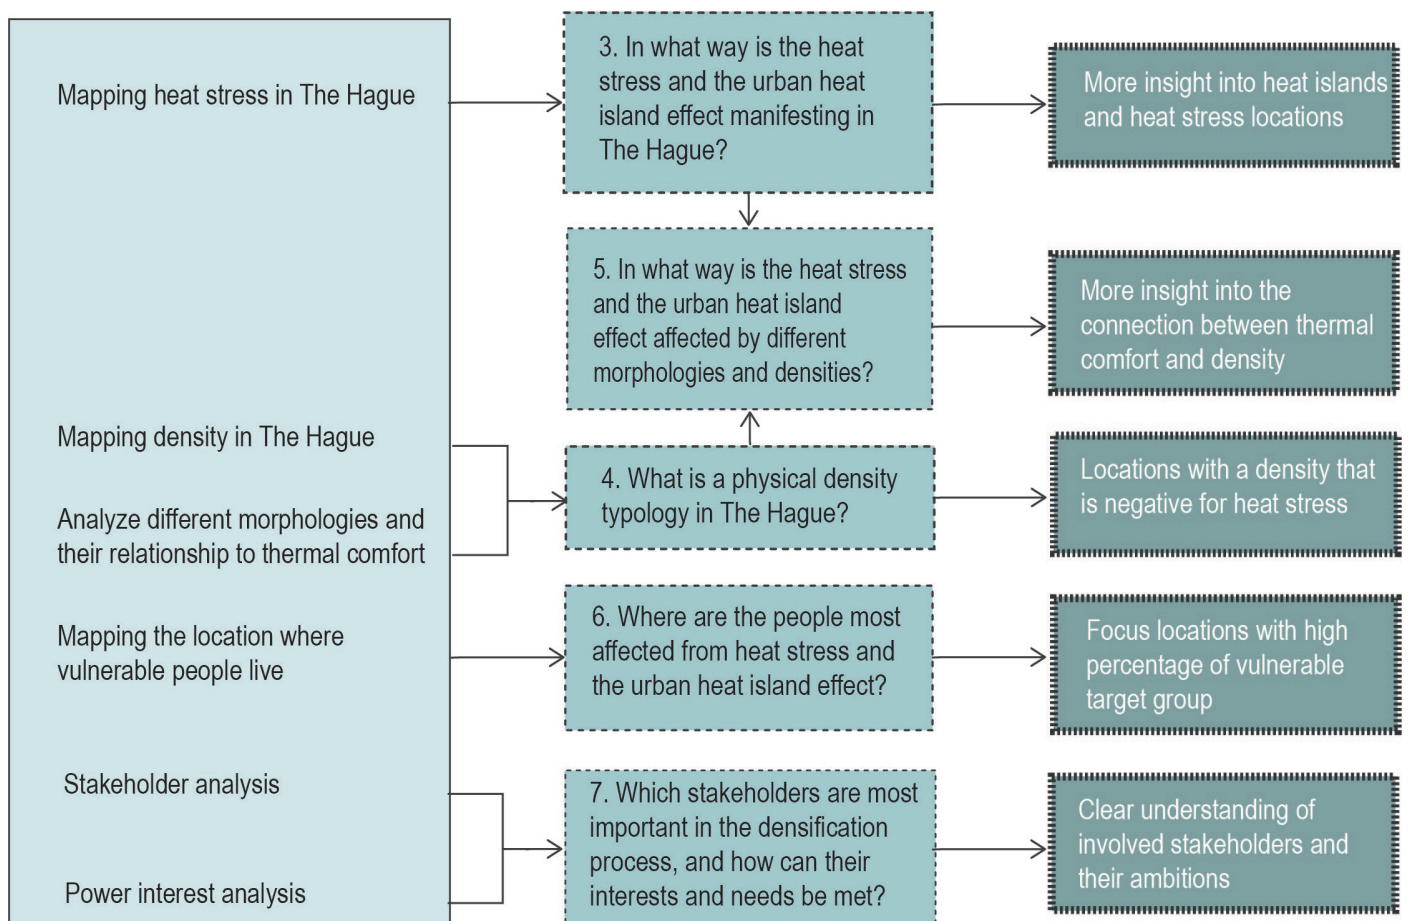 Mapping heat stress in The Hague
3. In what way is the heat
stress and the urban heat
island effect manifesting in
The Hague?
More insight into heat islands
and heat stress locations
5. In what way is the heat stress
and the urban heat island
effect affected by different
morphologies and densities?
More insight into the
connection between thermal
comfort and density
Mapping density in The Hague
Analyze different morphologies and
their relationship to thermal comfort
4. What is a physical density
typology in The Hague?
Locations with a density that
is negative for heat stress
Mapping the location where
vulnerable people live
6. Where are the people most
affected from heat stress and
the urban heat island effect?
Focus locations with high
percentage of vulnerable
target group
Stakeholder analysis
Power interest analysis
7. Which stakeholders are most
important in the densification
process, and how can their
interests and needs be met?
Clear understanding of
involved stakeholders and
their ambitions